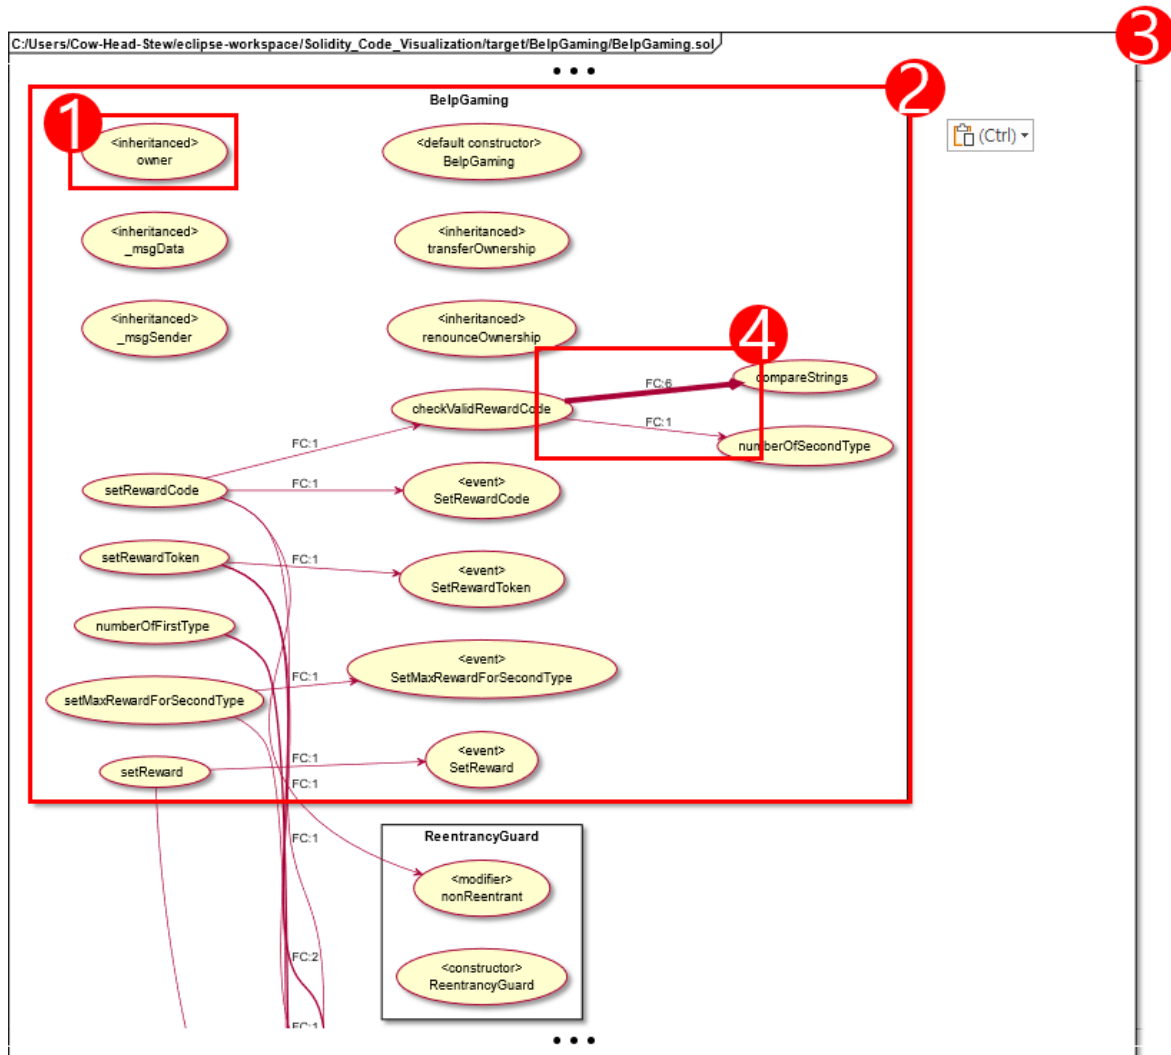 3
C:/Users/Cow-Head-Stew/eclipse-workspace/Solidity_Code_Visualization/target/BelpGaming/BelpGaming.sol
2
BelpGaming
1
<inheritanced>
owner
<default constructor>
BelpGaming
(Ctrl)
<inheritanced>
_msgData
<inheritanced>
transferOwnership
<inheritanced>
_msgSender
<inheritanced>
renounceOwnership
4
FC:6
compareStrings
checkValidRewardCode
FC:1
numberOfSecondType
FC:1
setRewardCode
FC:1
<event>
SetRewardCode
setRewardToken
FC:1
<event>
SetRewardToken
numberOfFirstType
<event>
SetMaxRewardForSecondType
FC:1
setMaxRewardForSecondType
<event>
SetReward
FC:1
setReward
FC:1
FC:1
ReentrancyGuard
<modifier>
nonReentrant
FC:2
<constructor>
ReentrancyGuard
FC:1